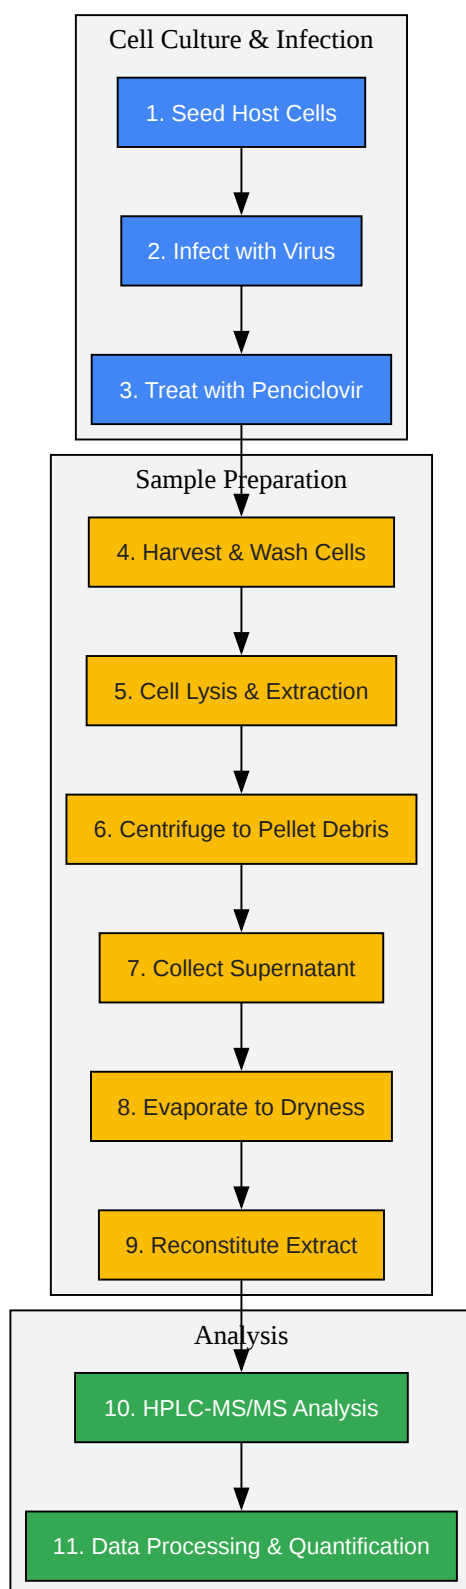 Cell Culture & Infection
1. Seed Host Cells
2. Infect with Virus
3. Treat with Penciclovir
Sample Preparation
4. Harvest & Wash Cells
5. Cell Lysis & Extraction
6. Centrifuge to Pellet Debris
7. Collect Supernatant
8. Evaporate to Dryness
9. Reconstitute Extract
Analysis
10. HPLC-MS/MS Analysis
11. Data Processing & Quantification